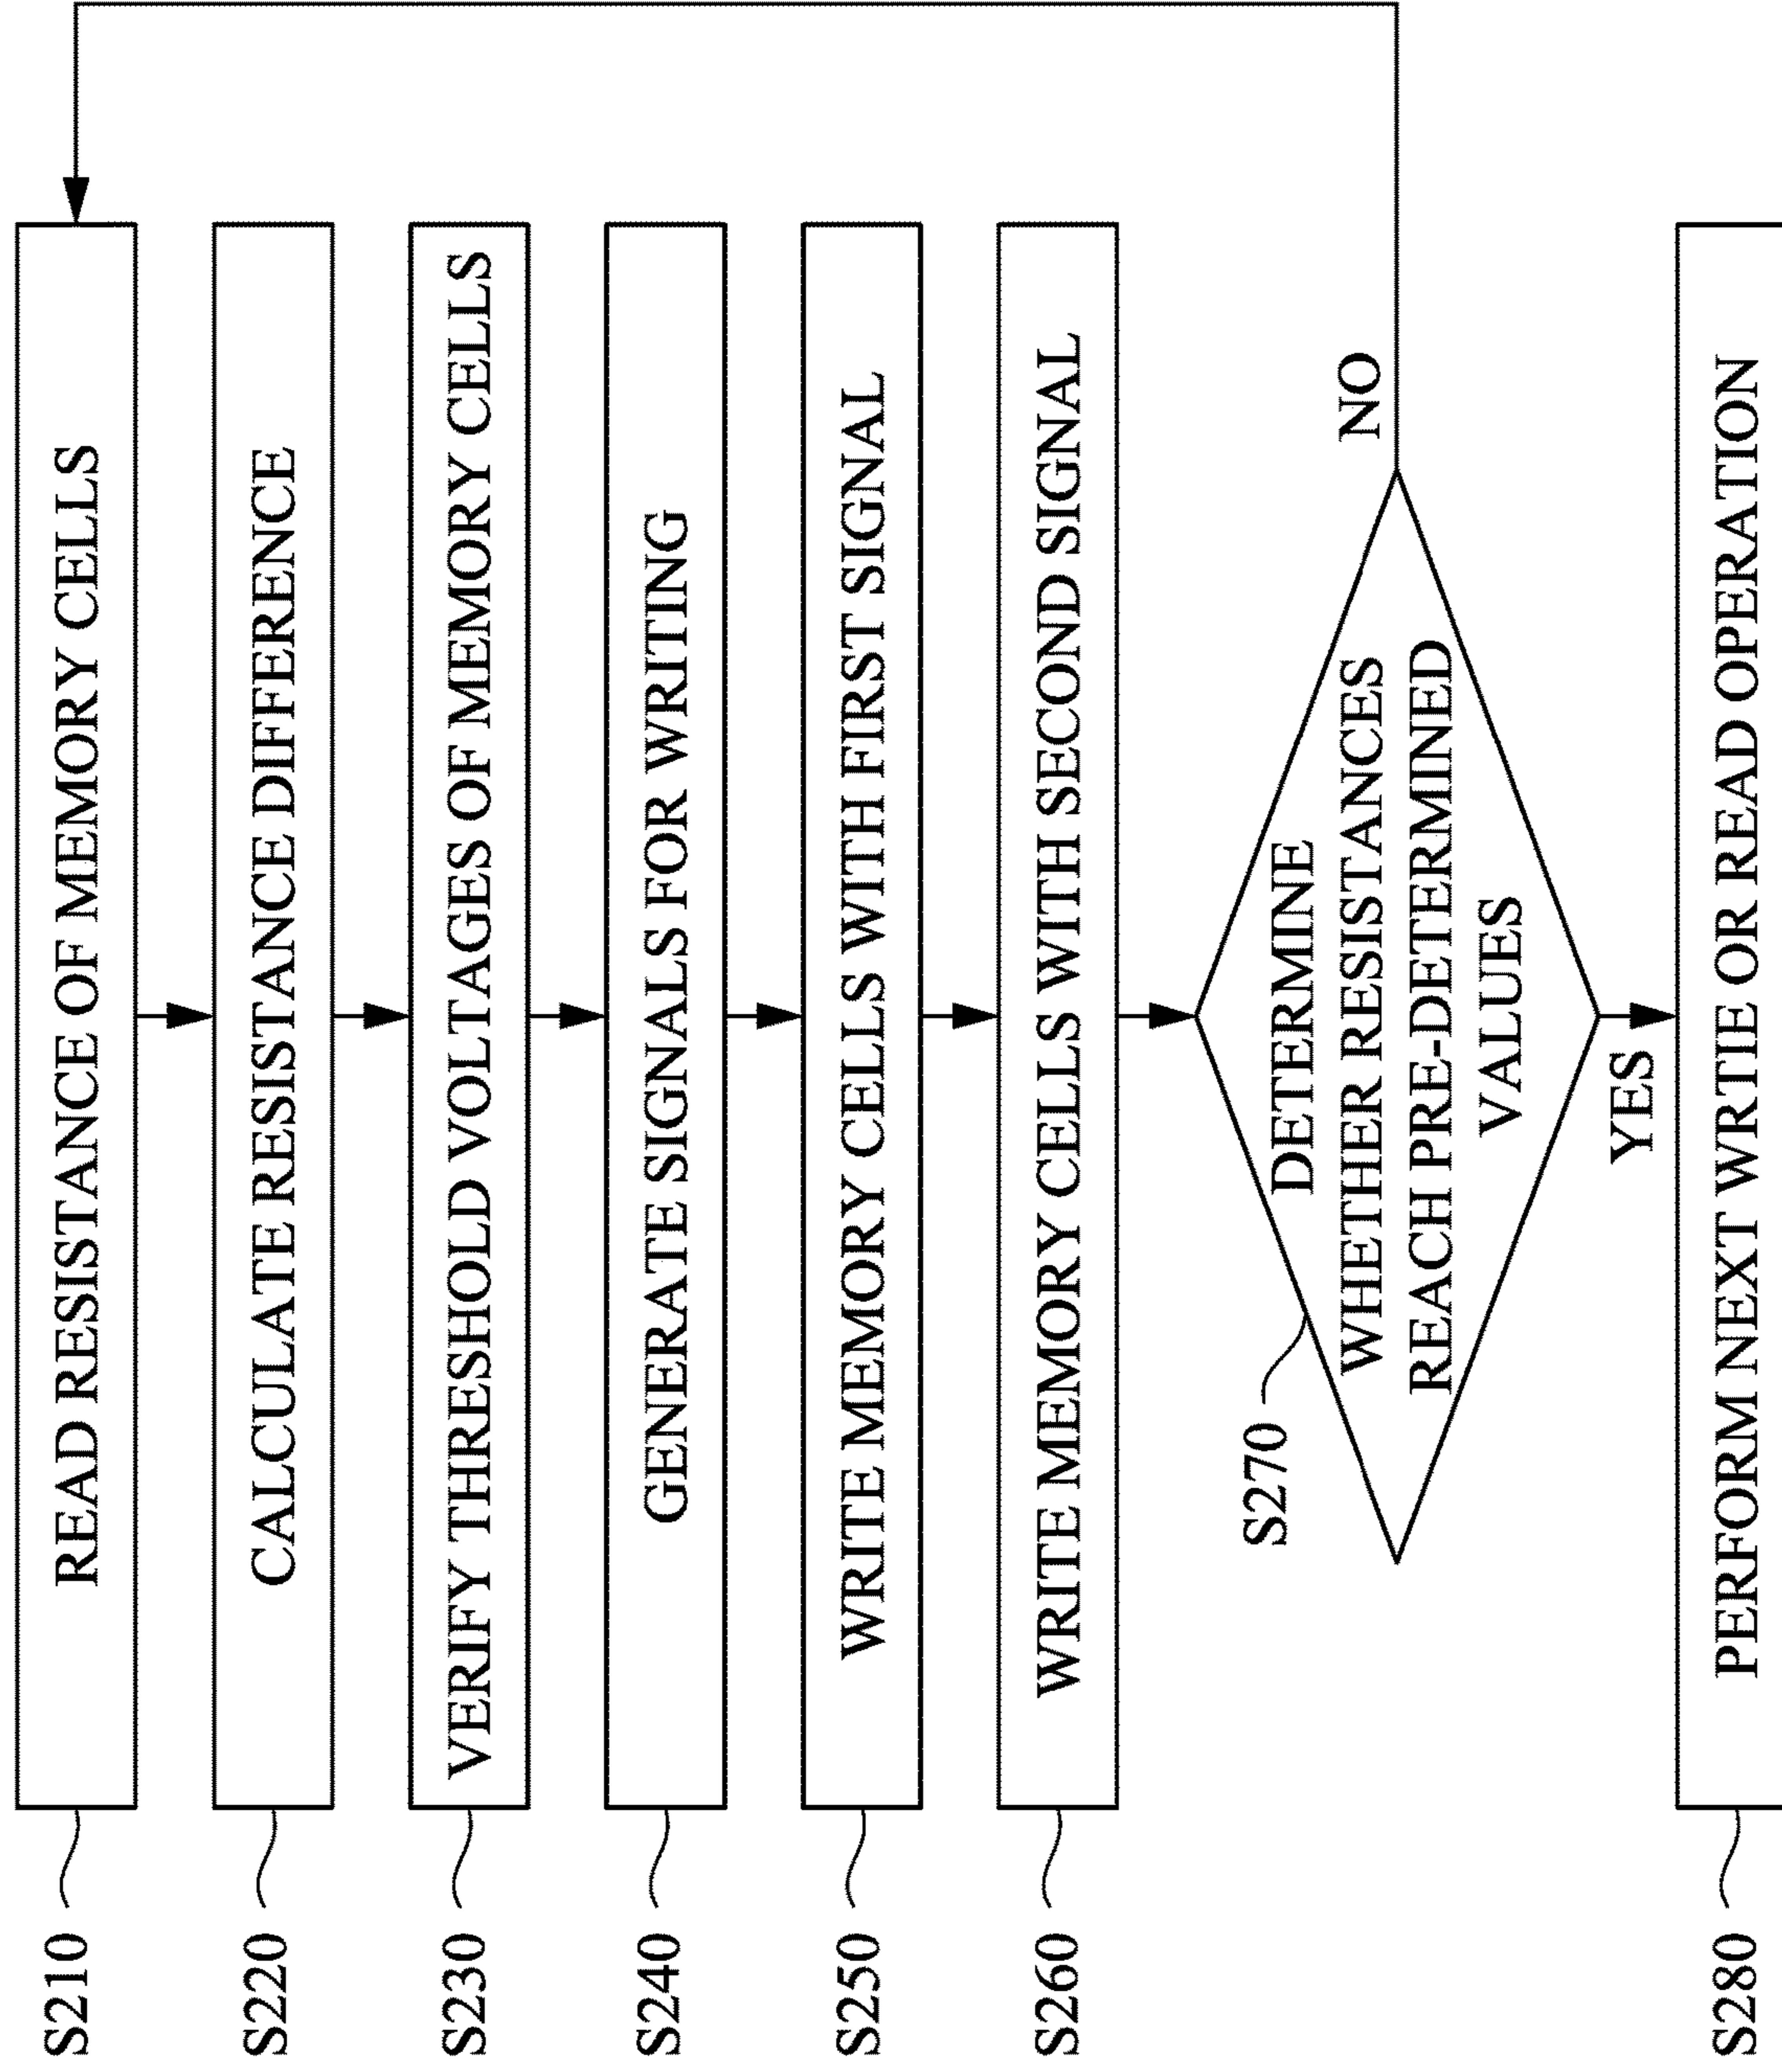 S210
READ RESISTANCE OF MEMORY CELLS
S220
CALCULATE RESISTANCE DIFFERENCE
S230
VERIFY THRESHOLD VOLTAGES OF MEMORY CELLS
S240
GENERATE SIGNALS FOR WRITING
S250
WRITE MEMORY CELLS WITH FIRST SIGNAL
S260
WRITE MEMORY CELLS WITH SECOND SIGNAL
S270
DETERMINE
WHETHER RESISTANCES
REACH PRE-DETERMINED
VALUES
NO
YES
S280
PERFORM NEXT WRTIE OR READ OPERATION